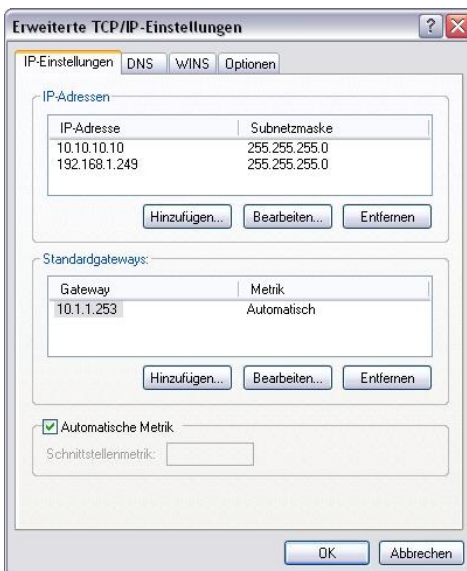 Erweiterte TCP/IP-Einstellungen
IP-Einstellungen DNS WINS Optionen
IP-Adressen
IP-Adresse Subnetzmaske
10.10.10.10 255.255.255.0
192.168.1.249 255.255.255.0
Hinzufügen... Bearbeiten... Entfernen
Standardgateways:
Gateway Metrik
10.1.1.253 Automatisch
Hinzufügen... Bearbeiten... Entfernen
Automatische Metrik
Schnittstellenmetrik:
OK Abbrechen